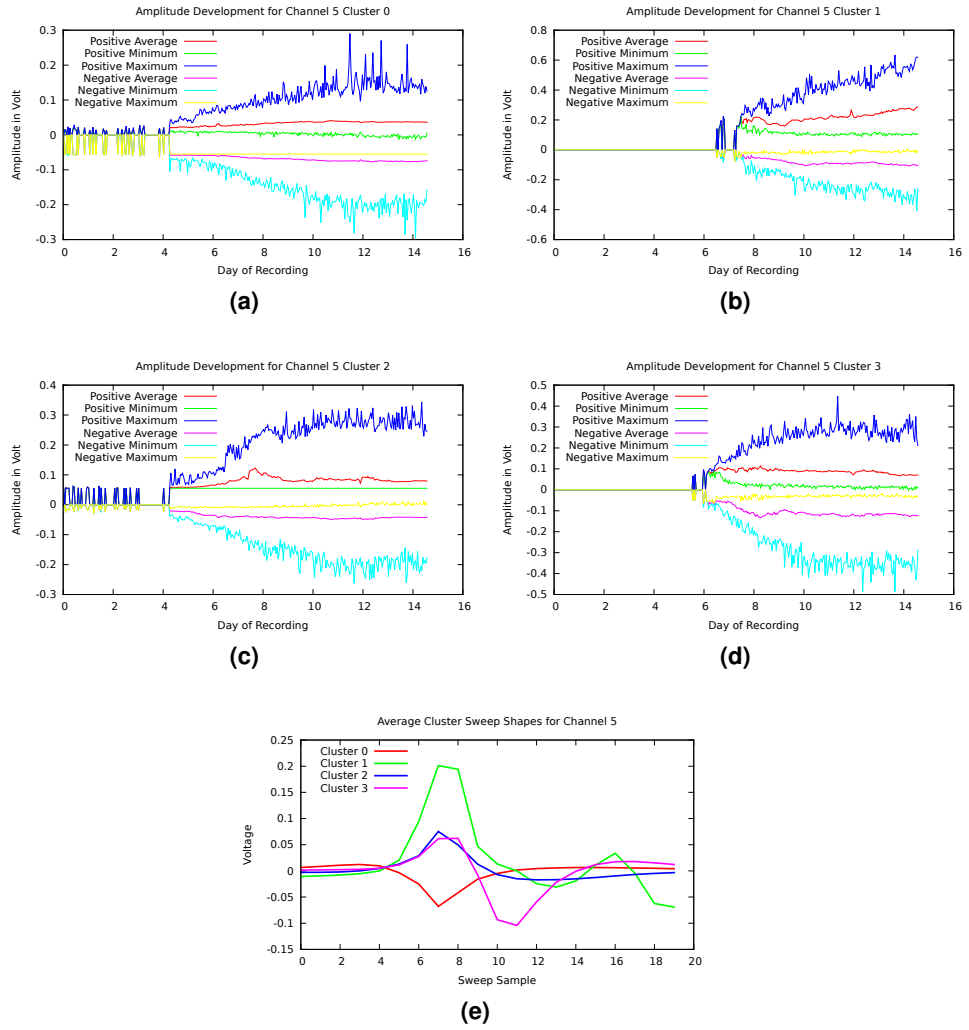 Amplitude Development for Channel 5 Cluster 0
0.3
0.2
0.1
0
-0.1
-0.2
-0.3
Amplitude in Volt
Positive Average
Positive Minimum
Positive Maximum
Negative Average
Negative Minimum
Negative Maximum
0 2 4 6 8 10 12 14 16
Day of Recording
(a)
Amplitude Development for Channel 5 Cluster 1
0.8
0.6
0.4
0.2
0
-0.2
-0.4
-0.6
Amplitude in Volt
Positive Average
Positive Minimum
Positive Maximum
Negative Average
Negative Minimum
Negative Maximum
0 2 4 6 8 10 12 14 16
Day of Recording
(b)
Amplitude Development for Channel 5 Cluster 2
0.4
0.3
0.2
0.1
0
-0.1
-0.2
-0.3
Amplitude in Volt
Positive Average
Positive Minimum
Positive Maximum
Negative Average
Negative Minimum
Negative Maximum
0 2 4 6 8 10 12 14 16
Day of Recording
(c)
Amplitude Development for Channel 5 Cluster 3
0.5
0.4
0.3
0.2
0.1
0
-0.1
-0.2
-0.3
-0.4
-0.5
Amplitude in Volt
Positive Average
Positive Minimum
Positive Maximum
Negative Average
Negative Minimum
Negative Maximum
0 2 4 6 8 10 12 14 16
Day of Recording
(d)
Average Cluster Sweep Shapes for Channel 5
0.25
0.2
0.15
0.1
0.05
0
-0.05
-0.1
-0.15
Voltage
Cluster 0
Cluster 1
Cluster 2
Cluster 3
0 2 4 6 8 10 12 14 16 18 20
Sweep Sample
(e)